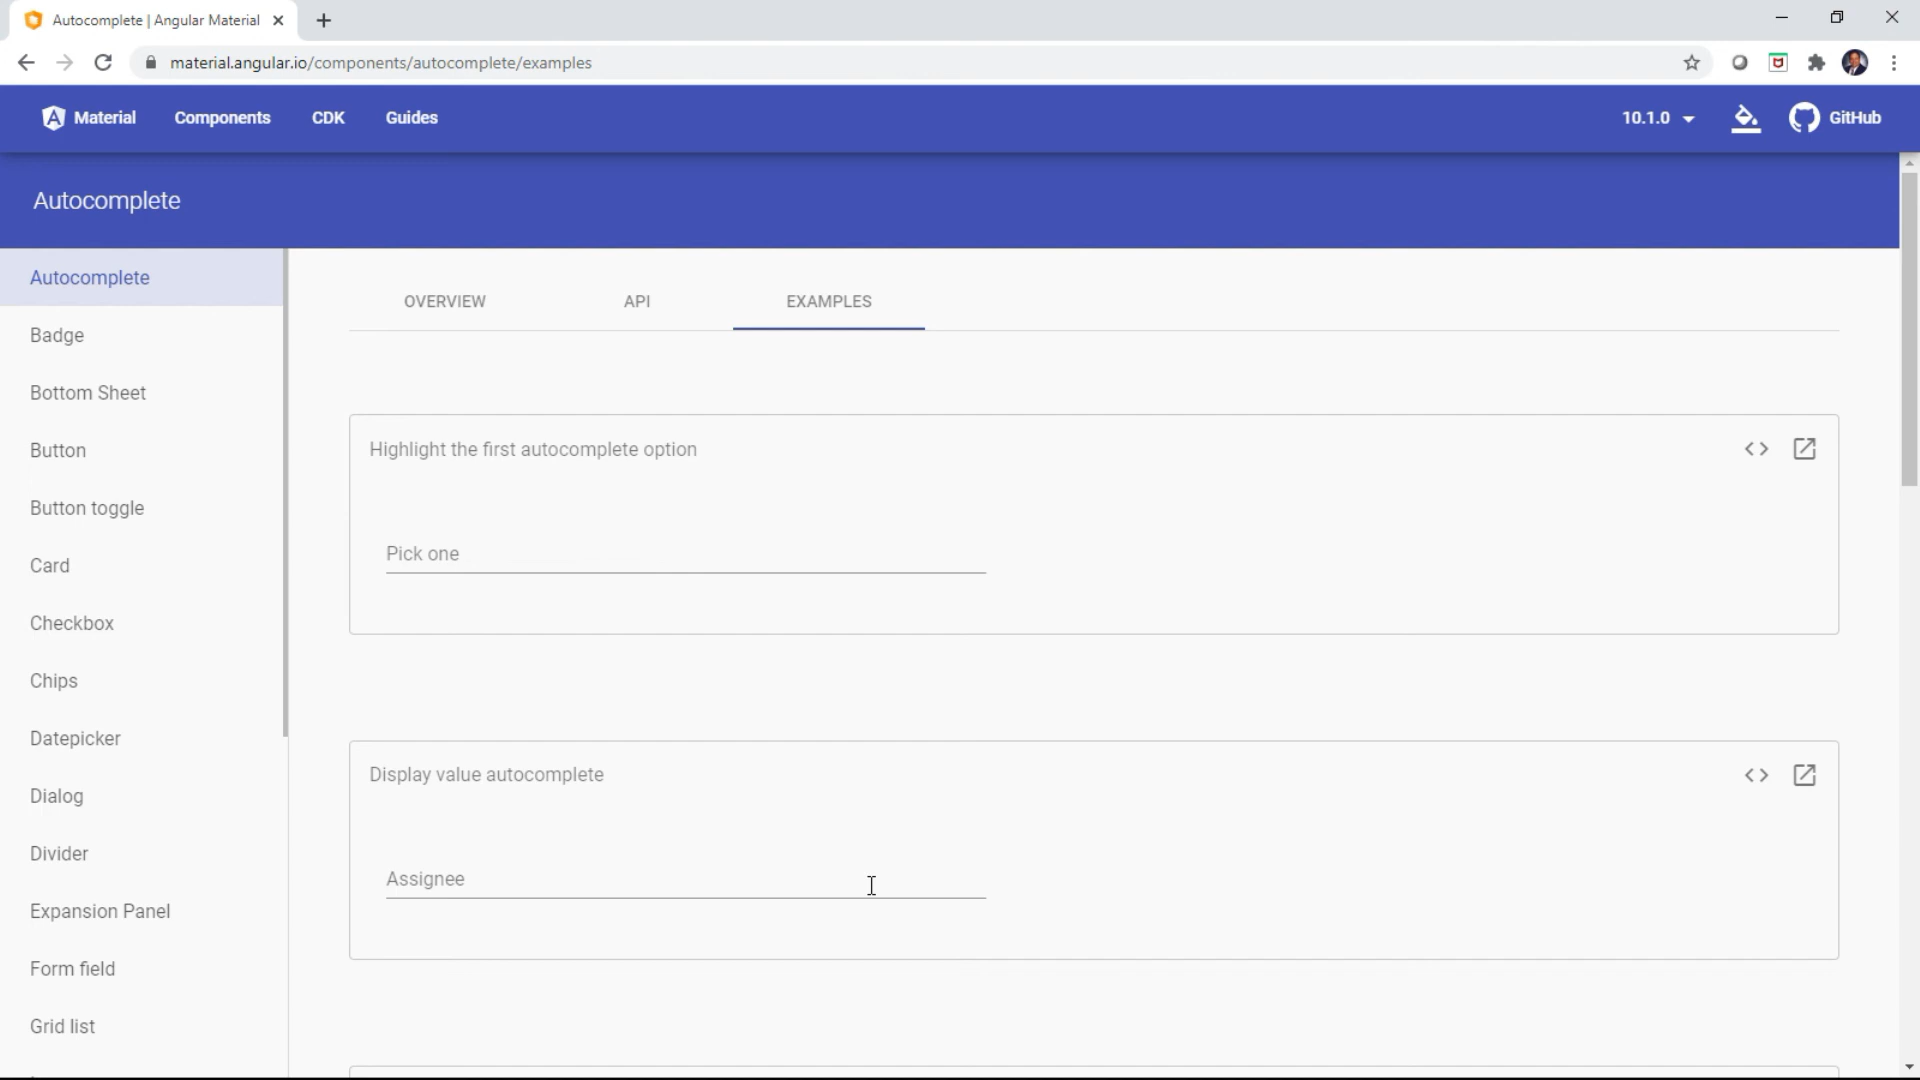 Autocomplete | Angular Material
material.angular.io/components/autocomplete/examples
Material Components CDK Guides 10.1.0 GitHub
Autocomplete
Autocomplete
Badge
Bottom Sheet
Button
Button toggle
Card
Checkbox
Chips
Datepicker
Dialog
Divider
Expansion Panel
Form field
Grid list
OVERVIEW API EXAMPLES
Highlight the first autocomplete option
Pick one
Display value autocomplete
Assignee